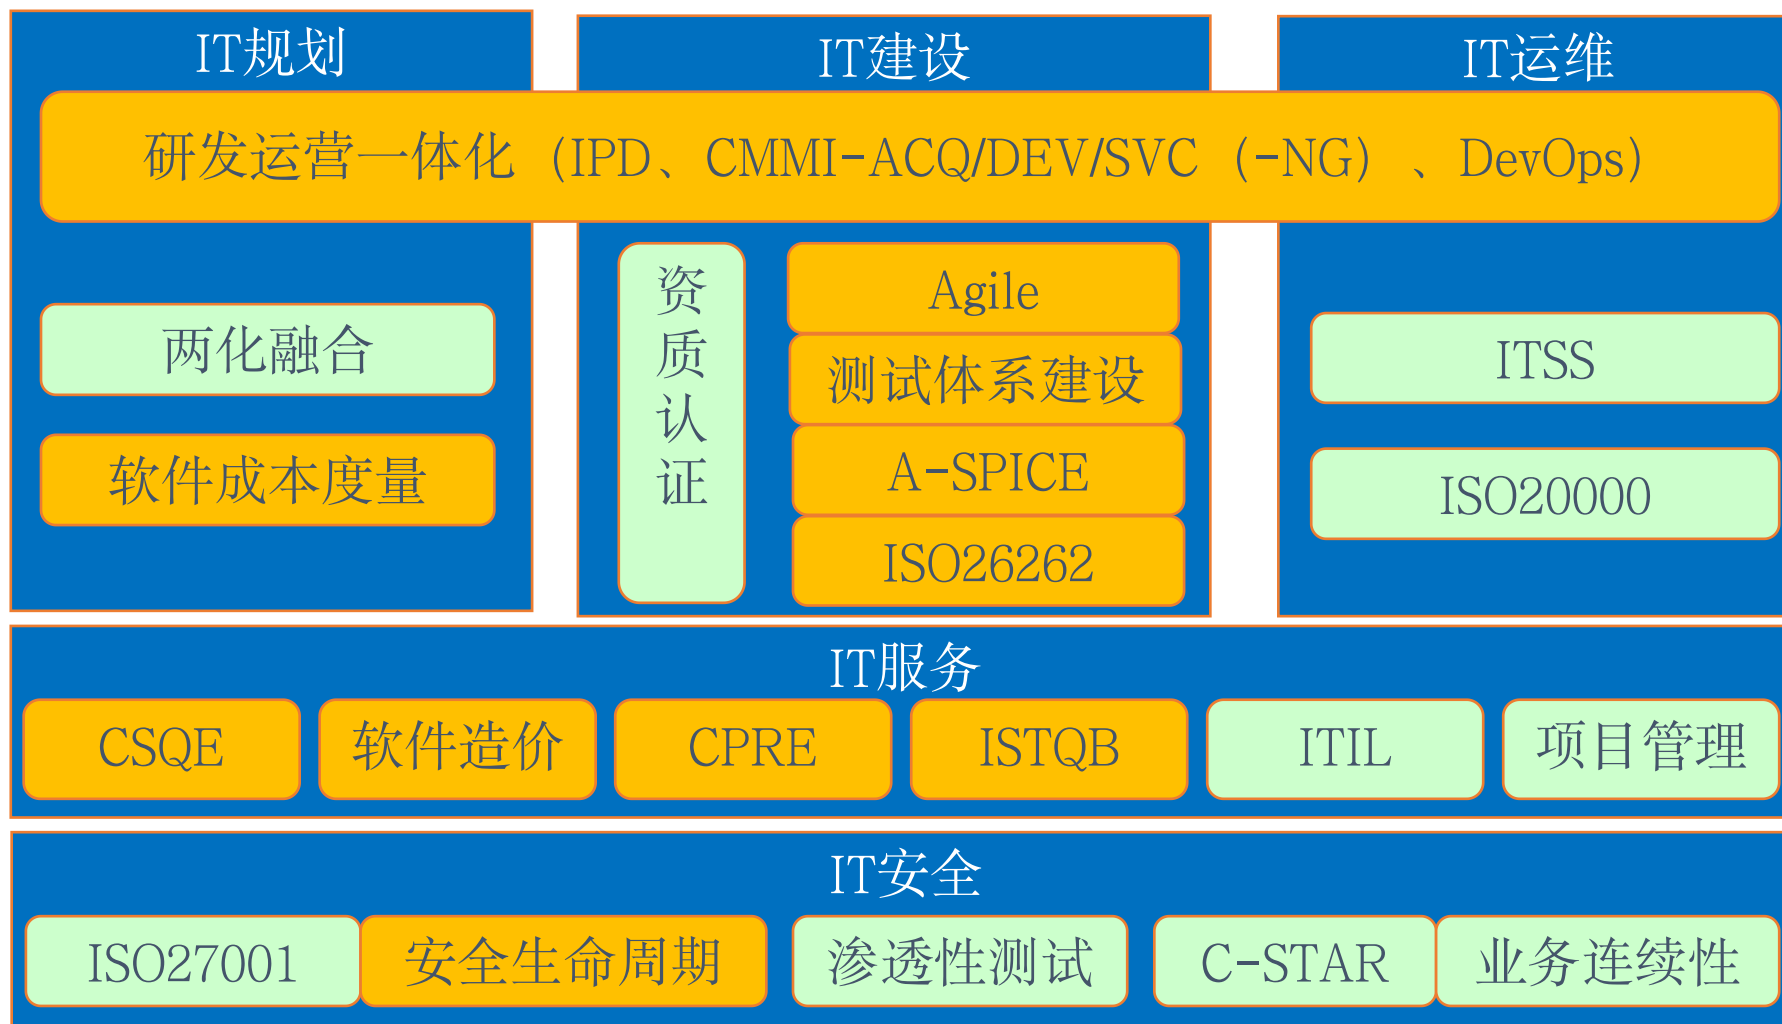 IT规划
IT建设
IT运维
研发运营一体化（IPD、CMMI-ACQ/DEV/SVC（-NG）、DevOps）
两化融合
软件成本度量
资质认证
Agile
测试体系建设
A-SPICE
ISO26262
ITSS
ISO20000
IT服务
CSQE
软件造价
CPRE
ISTQB
ITIL
项目管理
IT安全
ISO27001
安全生命周期
渗透性测试
C-STAR
业务连续性